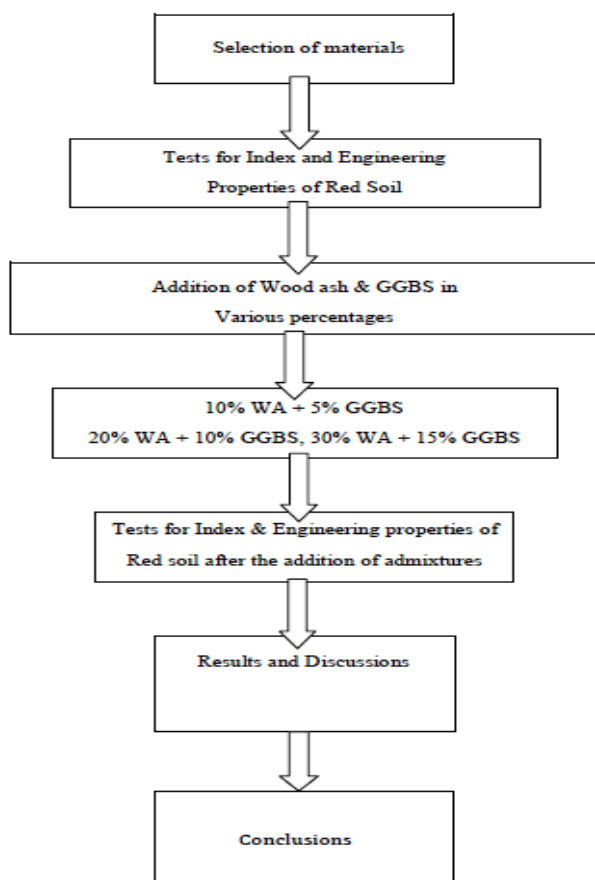 Selection of materials
Tests for Index and Engineering
Properties of Red Soil
Addition of Wood ash & GGBS in
Various percentages
10% WA + 5% GGBS
20% WA + 10% GGBS, 30% WA + 15% GGBS
Tests for Index & Engineering properties of
Red soil after the addition of admixtures
Results and Discussions
Conclusions